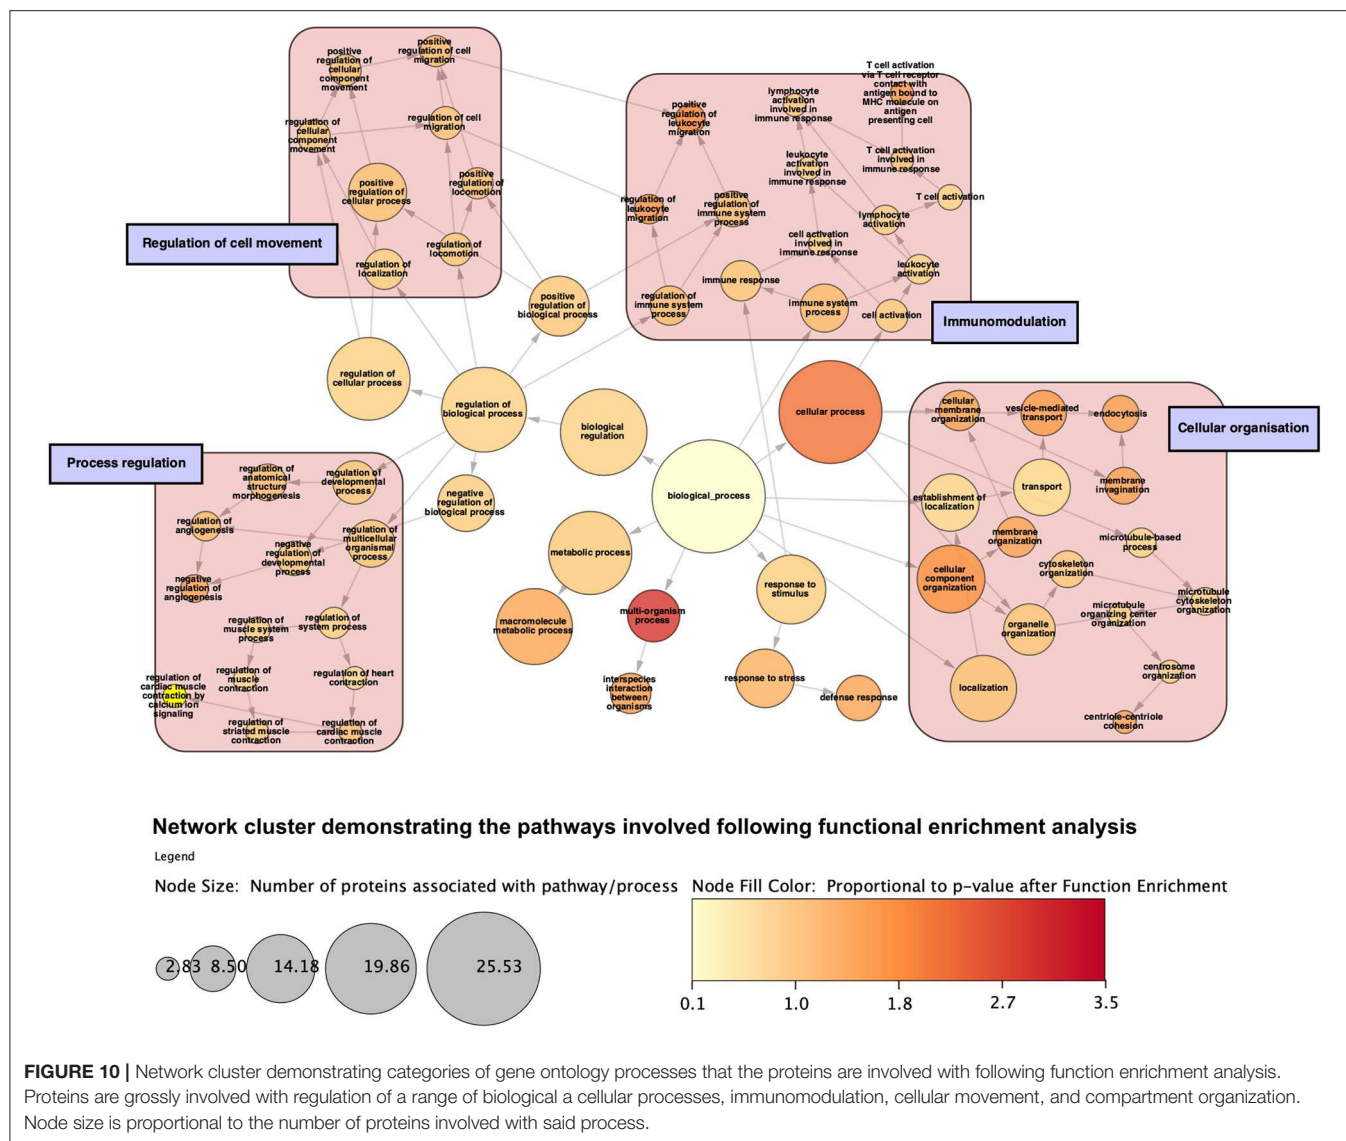 positive
regulation of
cellular
component
movement
positive
regulation of cell
migration
regulation of
cellular
component
movement
regulation of cell
migration
positive
regulation of
cellular process
positive
regulation of
locomotion
regulation of
locomotion
regulation of
localization
Regulation of cell movement
positive
regulation of
leukocyte
migration
lymphocyte
activation
involved in
immune response
T cell activation
via T cell receptor
contact with
antigen bound to
MHC molecule on
antigen
presenting cell
leukocyte
activation
involved in
immune response
T cell activation
involved in
immune response
regulation of
leukocyte
migration
positive
regulation of
immune system
process
T cell activation
lymphocyte
activation
cell activation
involved in
immune response
leukocyte
activation
immune response
regulation of
immune system
process
immune system
process
cell activation
Immunomodulation
positive
regulation of
biological process
regulation of
cellular process
regulation of
biological process
biological
regulation
cellular process
negative
regulation of
biological process
biological_process
metabolic process
macromolecule
metabolic process
multi-organism
process
interspecies
interaction
between
organisms
response to
stimulus
response to stress
defense response
Process regulation
regulation of
anatomical
structure
morphogenesis
regulation of
developmental
process
regulation of
angiogenesis
negative
regulation of
developmental
process
regulation of
multicellular
organismal
process
negative
regulation of
angiogenesis
regulation of
muscle system
process
regulation of
system process
regulation of
muscle
contraction
regulation of heart
contraction
regulation of
cardiac muscle
contraction by
calcium ion
signaling
regulation of
striated muscle
contraction
regulation of
cardiac muscle
contraction
Cellular organisation
cellular
membrane
organization
vesicle-mediated
transport
endocytosis
establishment of
localization
transport
membrane
invagination
membrane
organization
microtubule-based
process
cellular
component
organization
cytoskeleton
organization
microtubule
cytoskeleton
organization
organelle
organization
microtubule
organizing center
organization
centrosome
organization
localization
centriole-centriole
cohesion
Network cluster demonstrating the pathways involved following functional enrichment analysis
Legend
Node Size: Number of proteins associated with pathway/process
2.83 8.50 14.18 19.86 25.53
Node Fill Color: Proportional to p-value after Function Enrichment
0.1 1.0 1.8 2.7 3.5
FIGURE 10 | Network cluster demonstrating categories of gene ontology processes that the proteins are involved with following function enrichment analysis.
Proteins are grossly involved with regulation of a range of biological a cellular processes, immunomodulation, cellular movement, and compartment organization.
Node size is proportional to the number of proteins involved with said process.